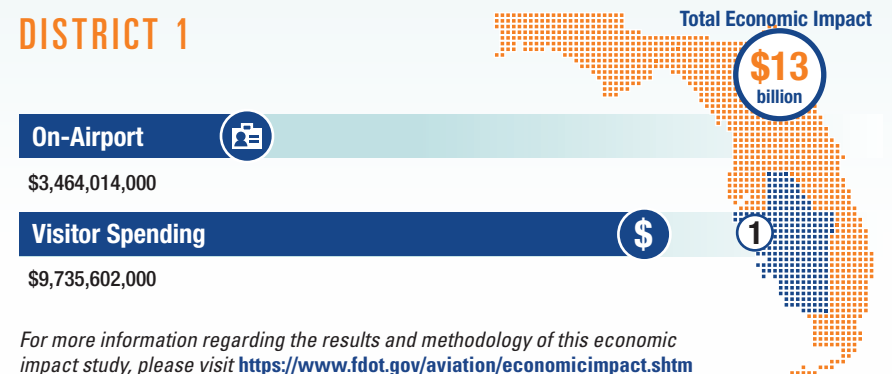 DISTRICT 1
Total Economic Impact
$13
billion
On-Airport
$3,464,014,000
Visitor Spending
$
1
$9,735,602,000
For more information regarding the results and methodology of this economic
impact study, please visit https://www.fdot.gov/aviation/economicimpact.shtm